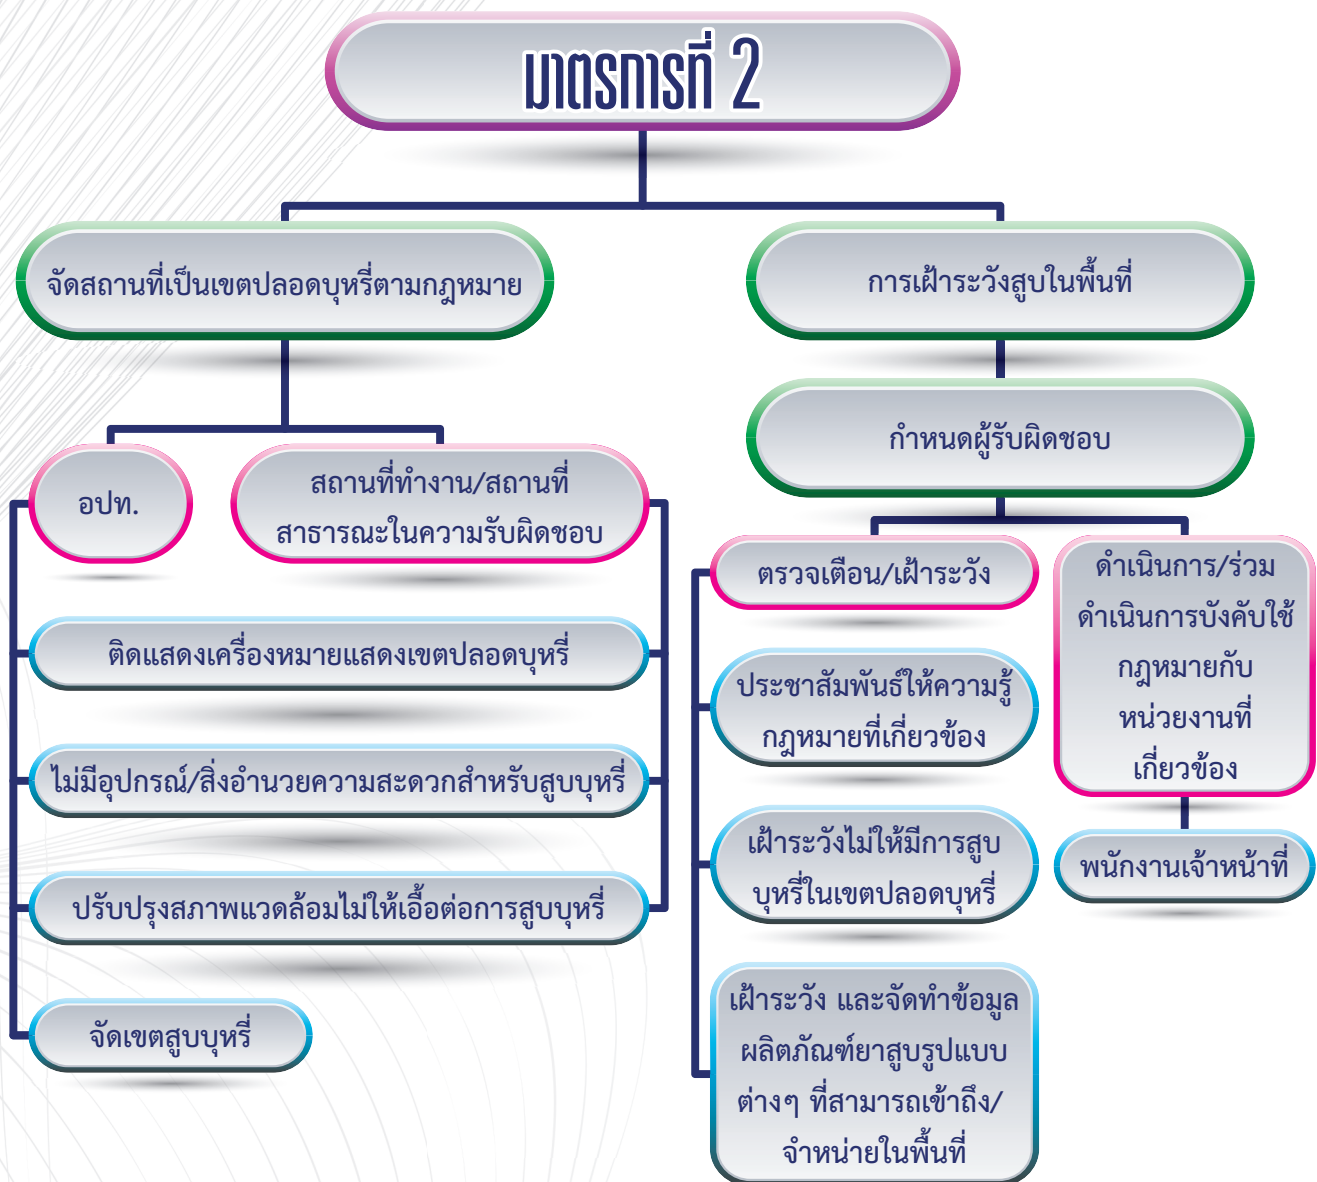 มาตรการที่ 2
จัดสถานที่เป็นเขตปลอดบุหรี่ตามกฎหมาย
อปท.
สถานที่ทำงาน/สถานที่
สาธารณะในความรับผิดชอบ
ติดแสดงเครื่องหมายแสดงเขตปลอดบุหรี่
ไม่มีอุปกรณ์/สิ่งอำนวยความสะดวกสำหรับสูบบุหรี่
ปรับปรุงสภาพแวดล้อมไม่ให้เอื้อต่อการสูบบุหรี่
จัดเขตสูบบุหรี่
การเฝ้าระวังสูบในพื้นที่
กำหนดผู้รับผิดชอบ
ตรวจเตือน/เฝ้าระวัง
ประชาสัมพันธ์ให้ความรู้
กฎหมายที่เกี่ยวข้อง
เฝ้าระวังไม่ให้มีการสูบ
บุหรี่ในเขตปลอดบุหรี่
เฝ้าระวัง และจัดทำข้อมูล
ผลิตภัณฑ์ยาสูบรูปแบบ
ต่างๆ ที่สามารถเข้าถึง/
จำหน่ายในพื้นที่
ดำเนินการ/ร่วม
ดำเนินการบังคับใช้
กฎหมายกับ
หน่วยงานที่
เกี่ยวข้อง
พนักงานเจ้าหน้าที่